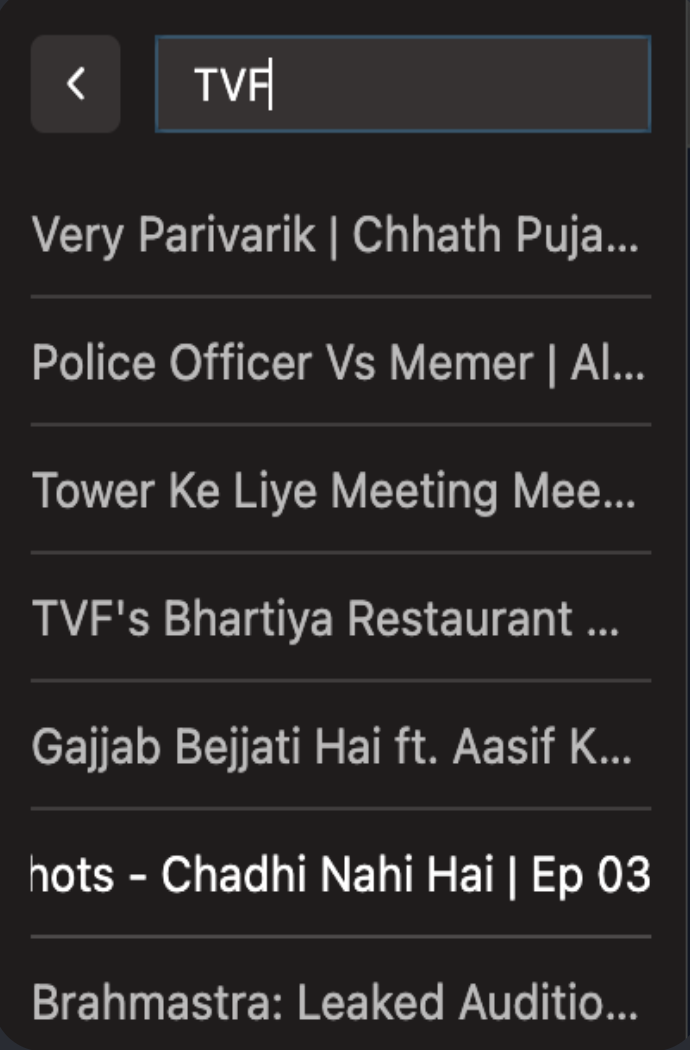 TVF
Very Parivarik | Chhath Puja...
Police Officer Vs Memer | Al...
Tower Ke Liye Meeting Mee...
TVF's Bhartiya Restaurant ...
Gajjab Bejjati Hai ft. Aasif K...
hots - Chadhi Nahi Hai | Ep 03
Brahmastra: Leaked Auditio...